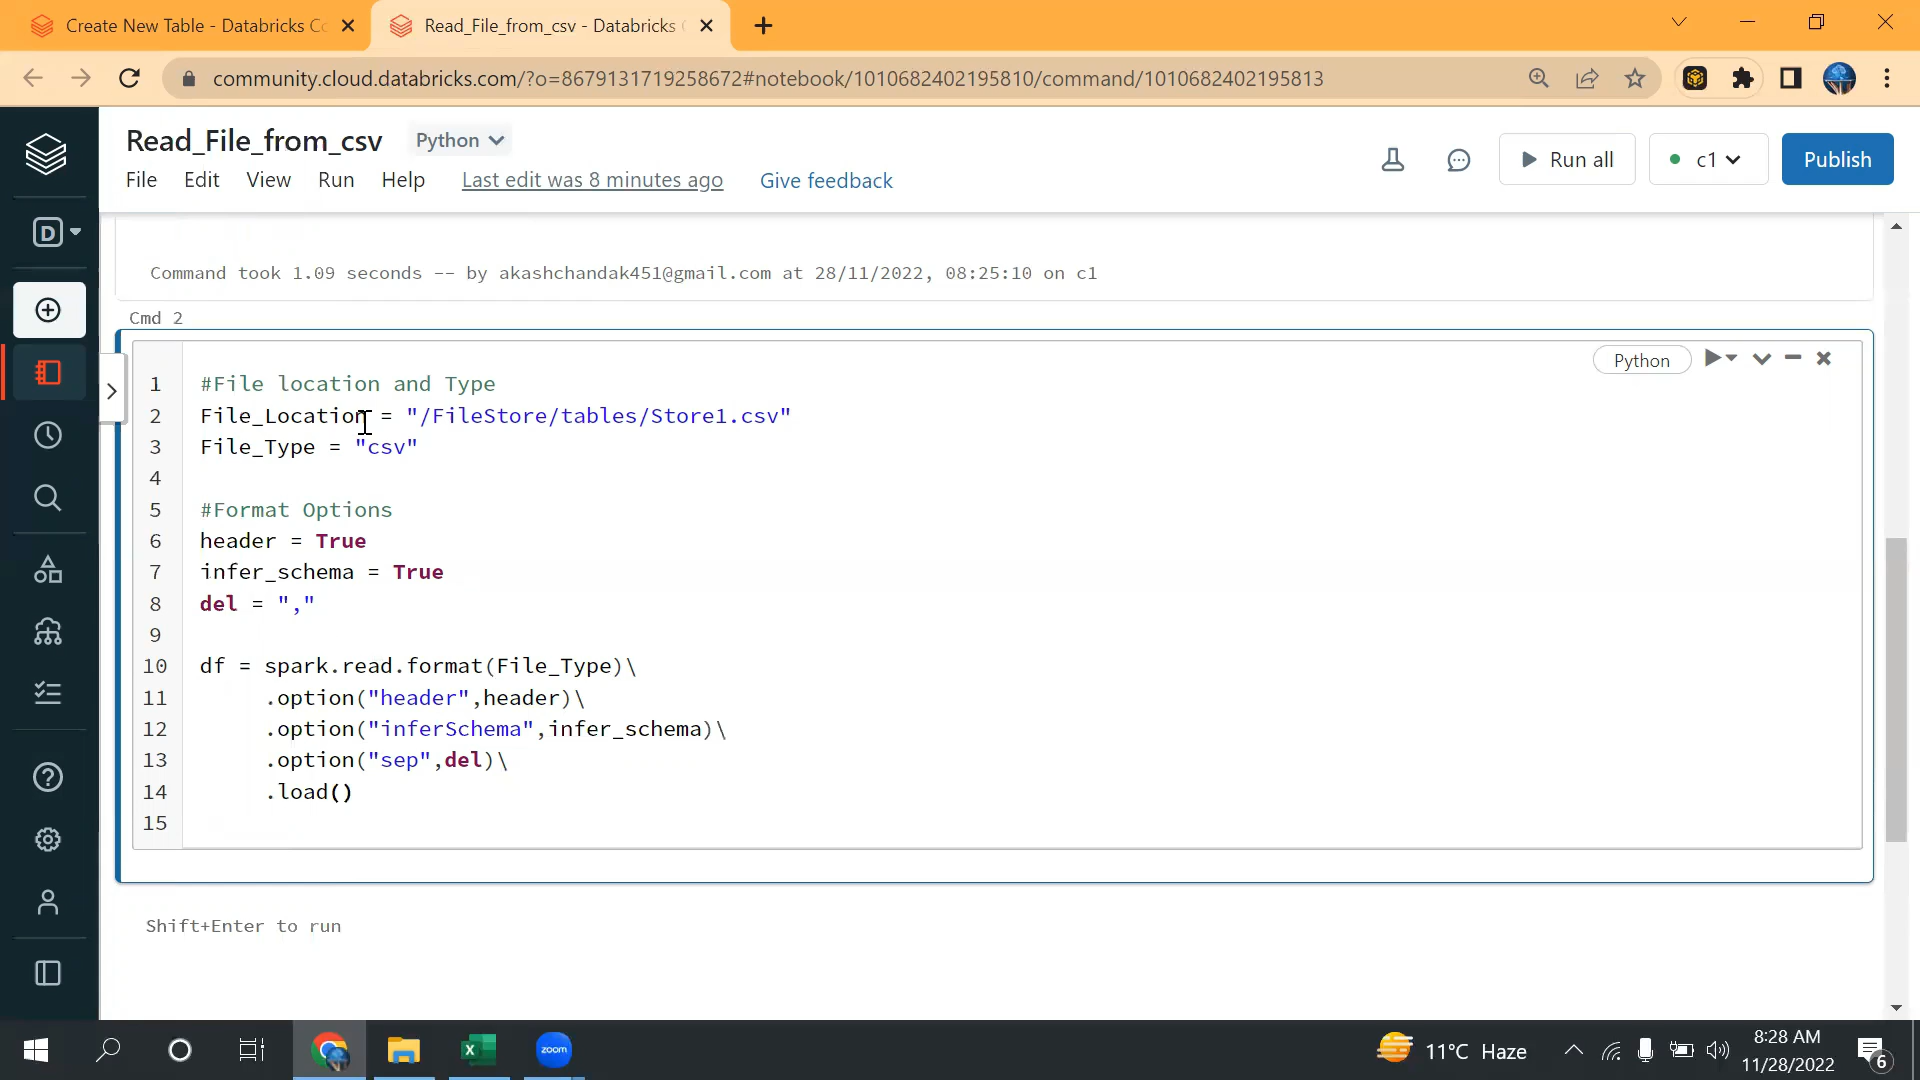 Create New Table - Databricks Co
Read_File_from_csv - Databricks C
community.cloud.databricks.com/?o=8679131719258672#notebook/1010682402195810/command/1010682402195813
Read_File_from_csv
Python
File Edit View Run Help Last edit was 8 minutes ago Give feedback
Run all
c1
Publish
D
Command took 1.09 seconds -- by akashchandak451@gmail.com at 28/11/2022, 08:25:10 on c1
Cmd 2
Python
1 #File location and Type
2 File_Location = "/FileStore/tables/Store1.csv"
3 File_Type = "csv"
4
5 #Format Options
6 header = True
7 infer_schema = True
8 del = ","
9
10 df = spark.read.format(File_Type)\
11 .option("header",header)\
12 .option("inferSchema",infer_schema)\
13 .option("sep",del)\
14 .load()
15
Shift+Enter to run
zoom
11°C Haze
8:28 AM
11/28/2022
6